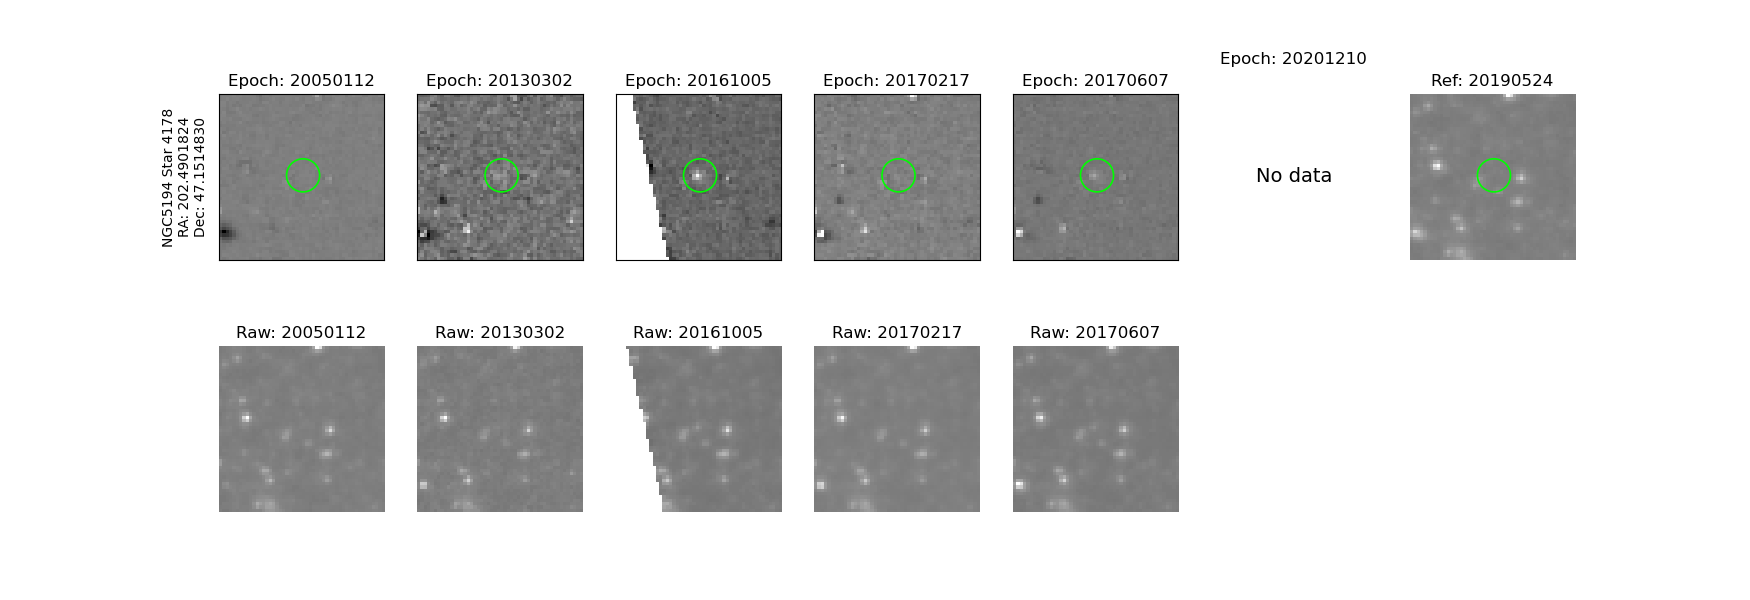 NGC5194 Star 4178
RA: 202.4901824
Dec: 47.1514830
Epoch: 20050112
Epoch: 20130302
Epoch: 20161005
Epoch: 20170217
Epoch: 20170607
Epoch: 20201210
Ref: 20190524
No data
Raw: 20050112
Raw: 20130302
Raw: 20161005
Raw: 20170217
Raw: 20170607